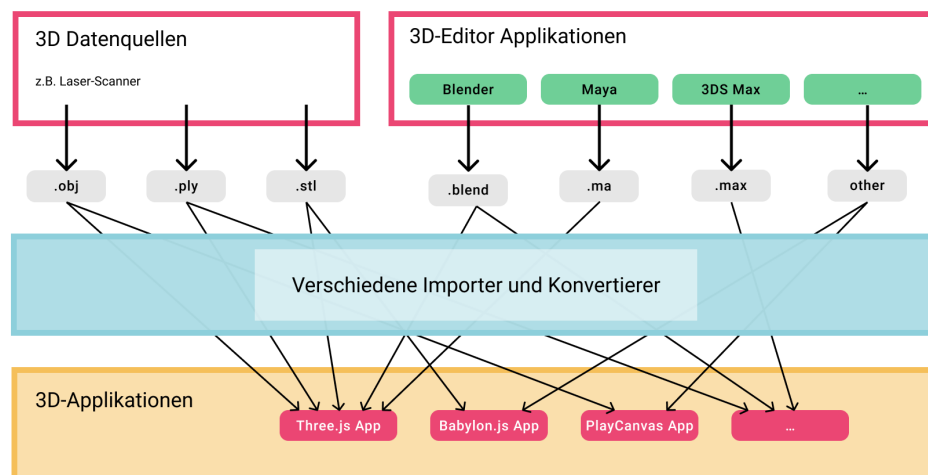 3D Datenquellen
z.B. Laser-Scanner
3D-Editor Applikationen
Blender
Maya
3DS Max
...
.obj
.ply
.stl
.blend
.ma
.max
other
Verschiedene Importer und Konvertierer
3D-Applikationen
Three.js App
Babylon.js App
PlayCanvas App
...